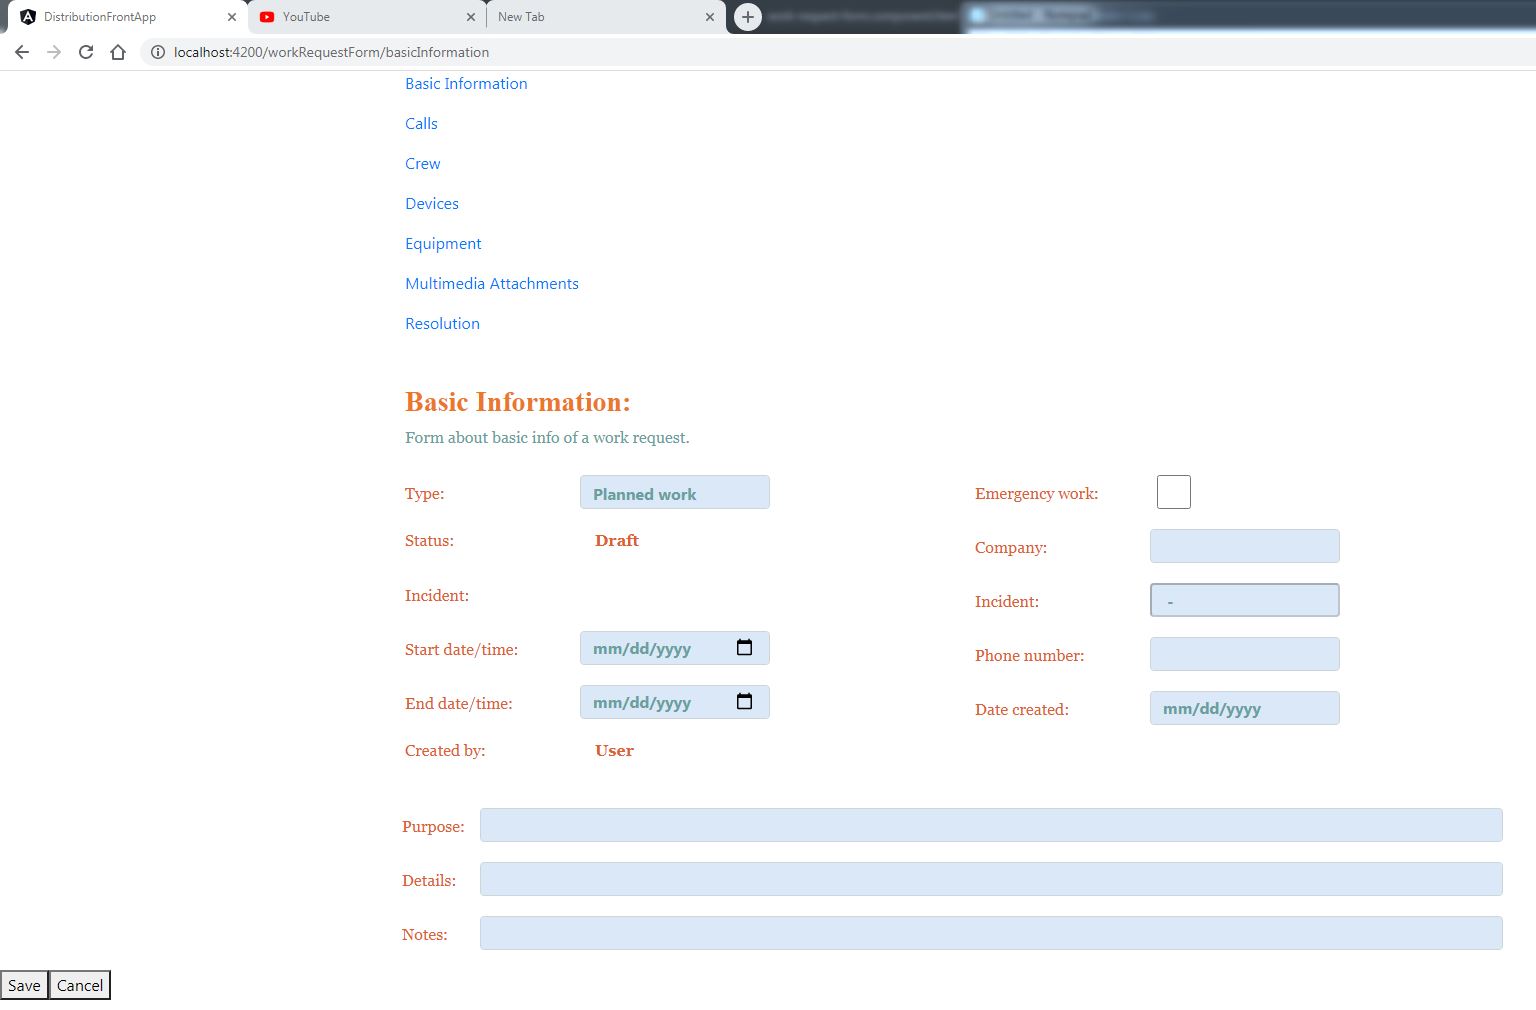 DistributionFrontApp
YouTube
New Tab
localhost:4200/workRequestForm/basicInformation
Basic Information
Calls
Crew
Devices
Equipment
Multimedia Attachments
Resolution
Basic Information:
Form about basic info of a work request.
Type: Planned work
Emergency work:
Status: Draft
Company:
Incident:
Incident: -
Start date/time: mm/dd/yyyy
Phone number:
End date/time: mm/dd/yyyy
Date created: mm/dd/yyyy
Created by: User
Purpose:
Details:
Notes:
Save Cancel